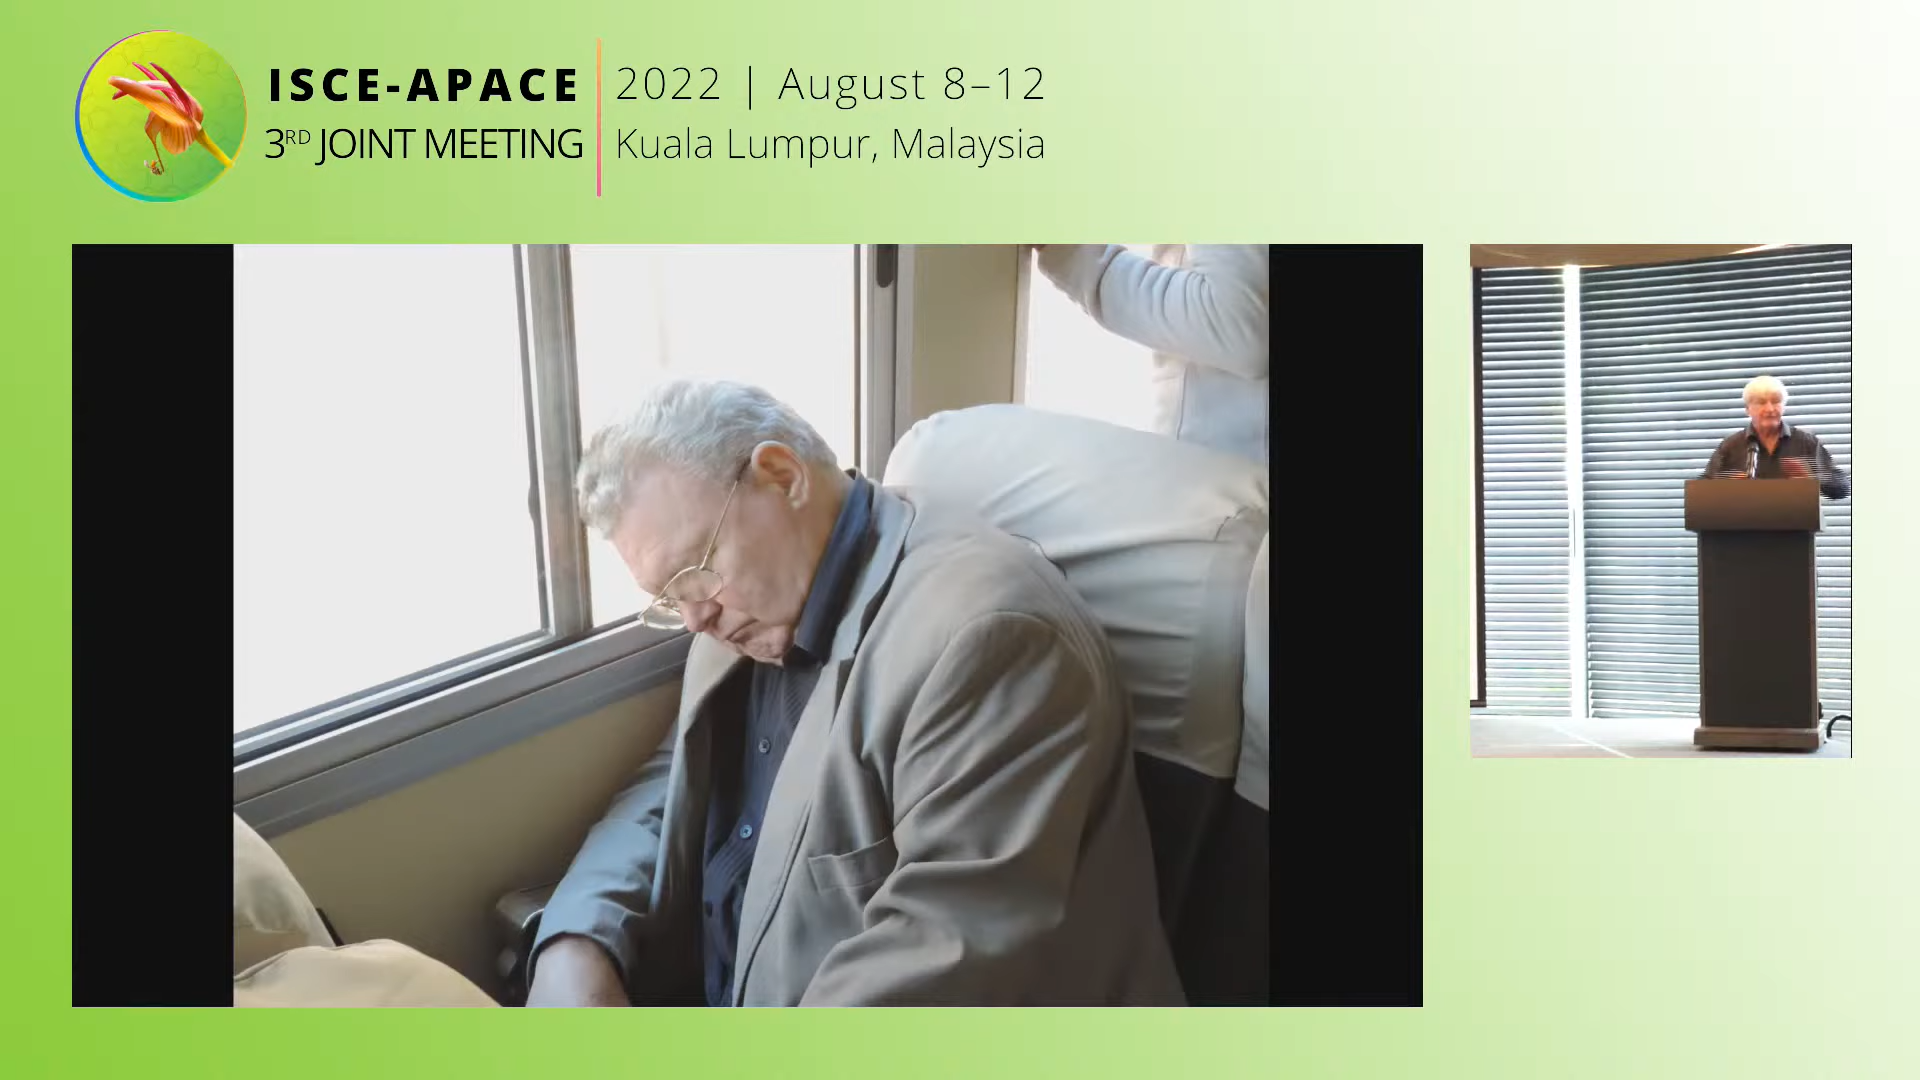 ISCE-APACE
3RD JOINT MEETING
2022 | August 8–12
Kuala Lumpur, Malaysia